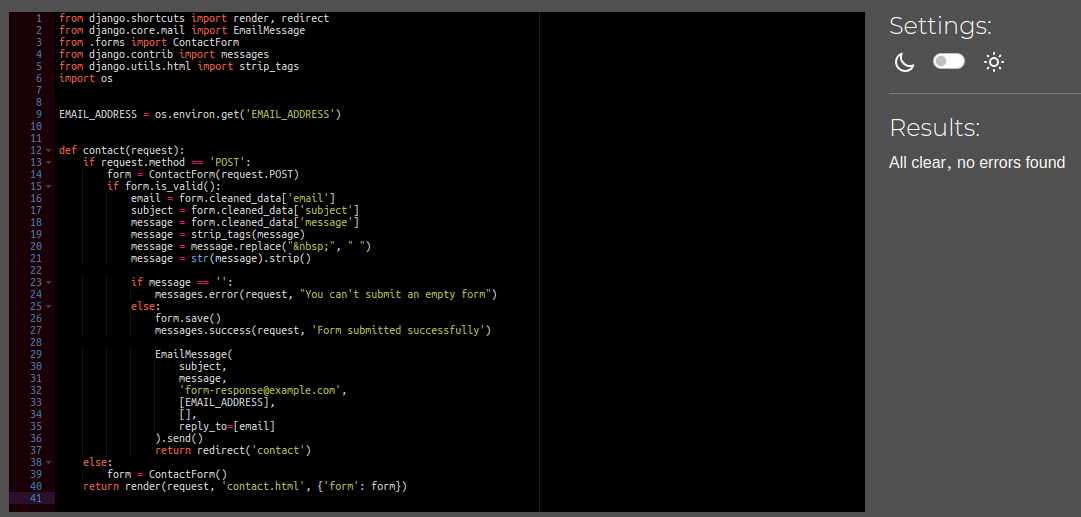 1 from django.shortcuts import render, redirect
2 from django.core.mail import EmailMessage
3 from .forms import ContactForm
4 from django.contrib import messages
5 from django.utils.html import strip_tags
6 import os
7
8
9 EMAIL_ADDRESS = os.environ.get('EMAIL_ADDRESS')
10
11
12 def contact(request):
13     if request.method == 'POST':
14         form = ContactForm(request.POST)
15         if form.is_valid():
16             email = form.cleaned_data['email']
17             subject = form.cleaned_data['subject']
18             message = form.cleaned_data['message']
19             message = strip_tags(message)
20             message = message.replace("&nbsp;", " ")
21             message = str(message).strip()
22
23             if message == '':
24                 messages.error(request, "You can't submit an empty form")
25             else:
26                 form.save()
27                 messages.success(request, 'Form submitted successfully')
28
29                 EmailMessage(
30                     subject,
31                     message,
32                     'form-response@example.com',
33                     [EMAIL_ADDRESS],
34                     [],
35                     reply_to=[email]
36                 ).send()
37                 return redirect('contact')
38     else:
39         form = ContactForm()
40     return render(request, 'contact.html', {'form': form})
41
Settings:
Results:
All clear, no errors found